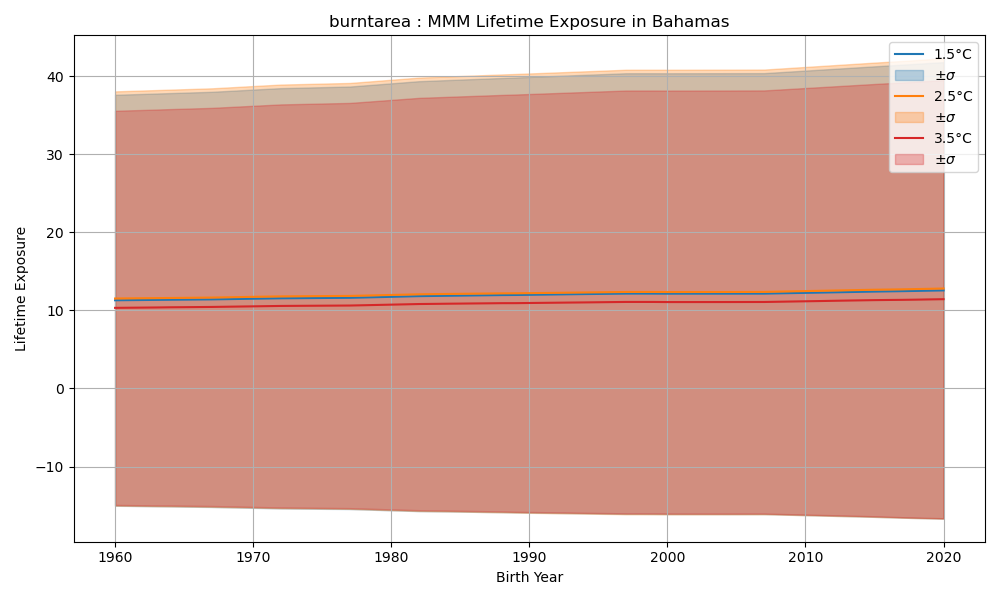 burntarea : MMM Lifetime Exposure in Bahamas
1.5°C
±σ
2.5°C
±σ
3.5°C
±σ
Lifetime Exposure
40
30
20
10
0
−10
1960 1970 1980 1990 2000 2010 2020
Birth Year